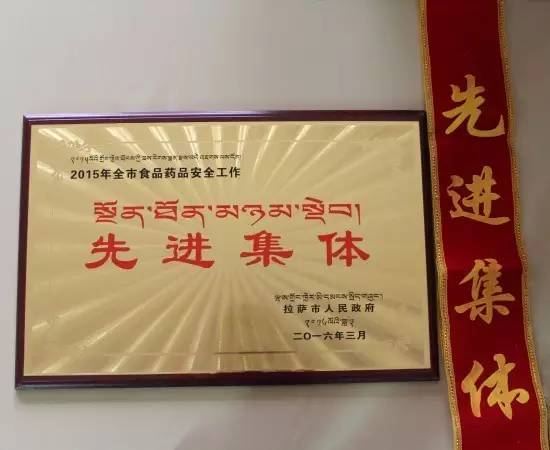 2015年全市食品药品安全工作
སྔོན་ཐོན་མཉམ་སྡེབ།
先进集体
ལྷ་ས་གྲོང་ཁྱེར་མི་དམངས་སྲིད་གཞུང་།
拉萨市人民政府
二〇一六年三月
先进集体